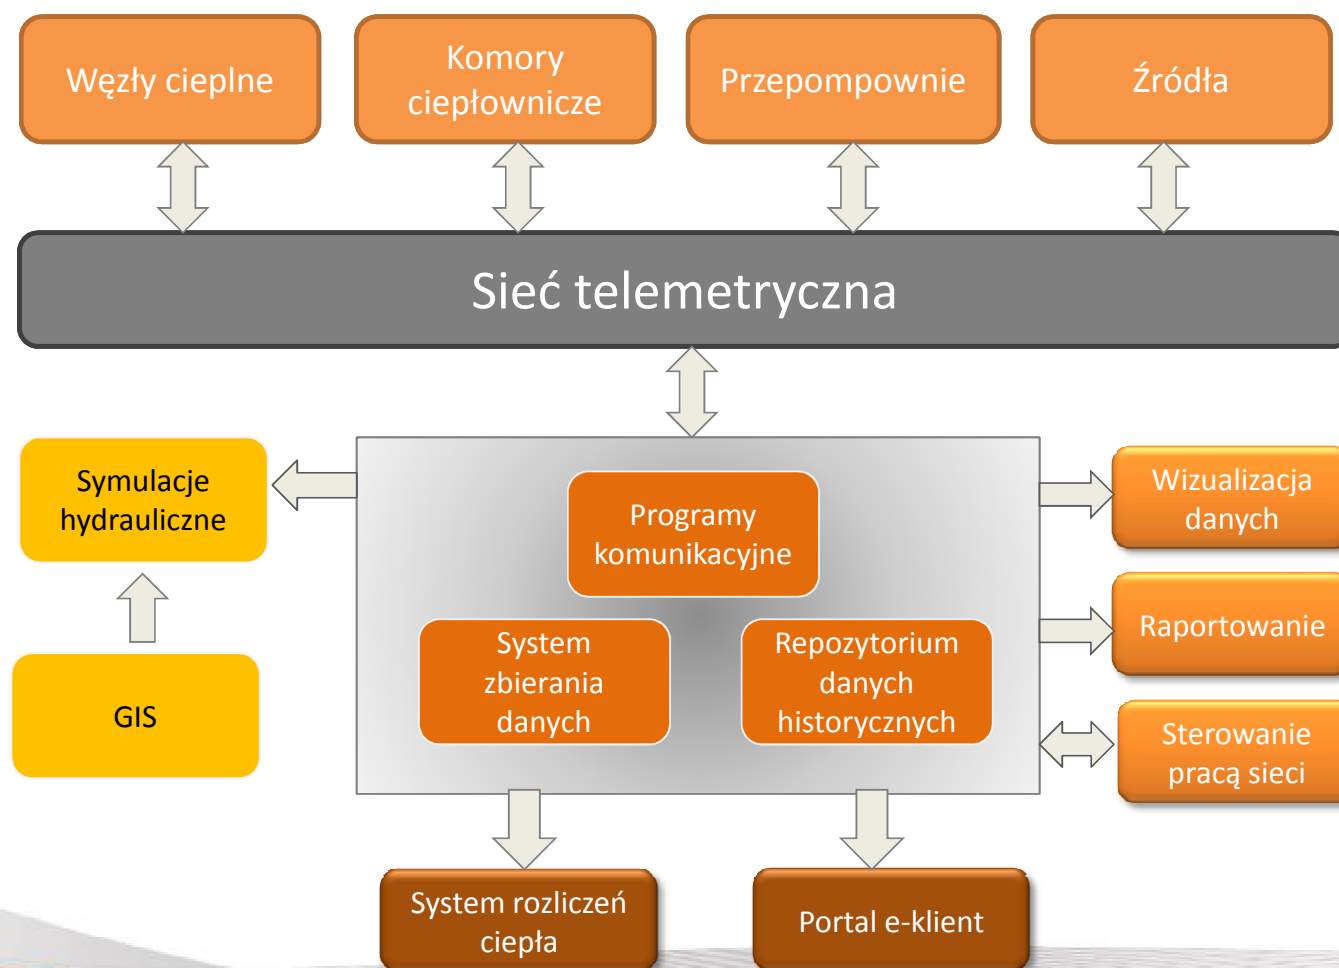 Węzły cieplne
Komory
ciepłownicze
Przepompownie
Źródła
Sieć telemetryczna
Symulacje
hydrauliczne
GIS
Programy
komunikacyjne
System
zbierania
danych
Repozytorium
danych
historycznych
Wizualizacja
danych
Raportowanie
Sterowanie
pracą sieci
System rozliczeń
ciepła
Portal e-klient